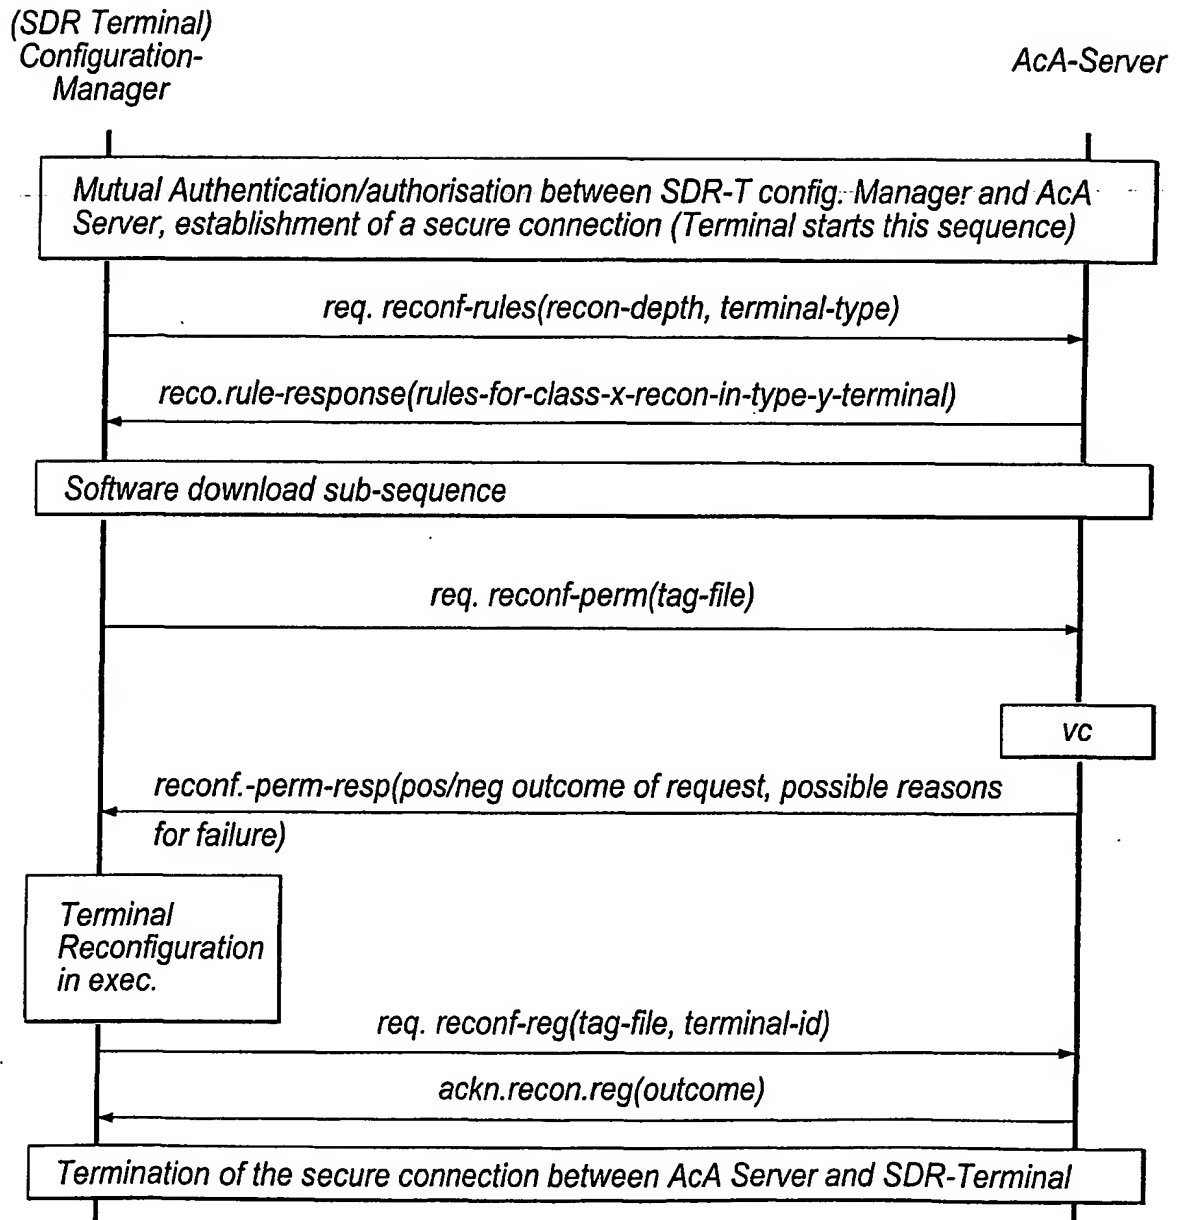 (SDR Terminal)
Configuration-
Manager
AcA-Server
Mutual Authentication/authorisation between SDR-T config. Manager and AcA
Server, establishment of a secure connection (Terminal starts this sequence)
req. reconf-rules(recon-depth, terminal-type)
reco.rule-response(rules-for-class-x-recon-in-type-y-terminal)
Software download sub-sequence
req. reconf-perm(tag-file)
vc
reconf.-perm-resp(pos/neg outcome of request, possible reasons
for failure)
Terminal
Reconfiguration
in exec.
req. reconf-reg(tag-file, terminal-id)
ackn.recon.reg(outcome)
Termination of the secure connection between AcA Server and SDR-Terminal